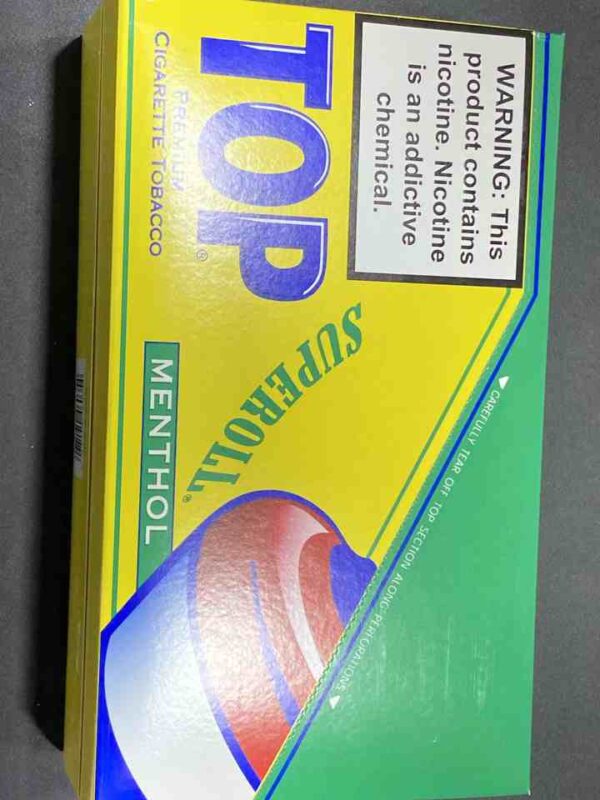 WARNING: This
product contains
nicotine. Nicotine
is an addictive
chemical.
TOP®
PREMIUM
CIGARETTE TOBACCO
SUPEROLL®
MENTHOL
CAREFULLY TEAR OFF TOP SECTION ALONG PERFORATIONS